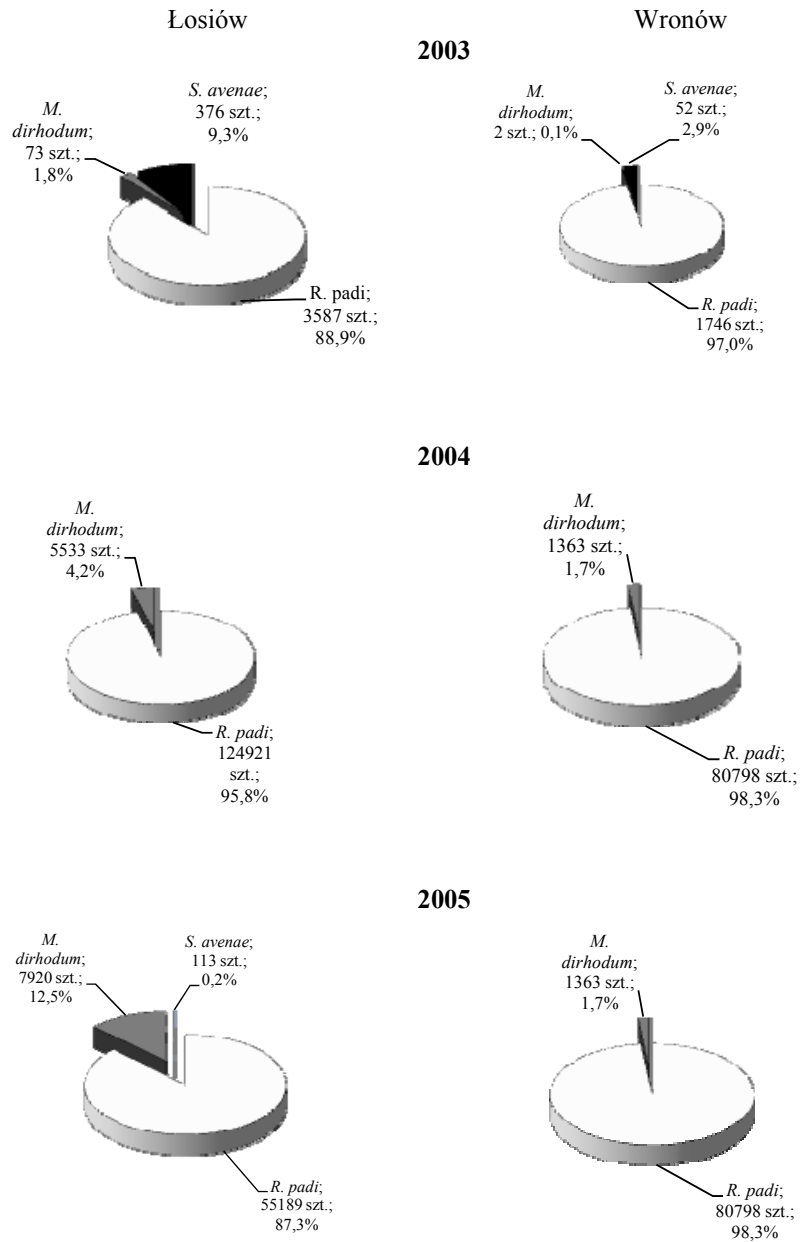 Łosiów
Wronów
2003
M.
dirhodum;
73 szt.;
1,8%
S. avenae;
376 szt.;
9,3%
R. padi;
3587 szt.;
88,9%
M.
dirhodum;
2 szt.; 0,1%
S. avenae;
52 szt.;
2,9%
R. padi;
1746 szt.;
97,0%
2004
M.
dirhodum;
5533 szt.;
4,2%
R. padi;
124921
szt.;
95,8%
M.
dirhodum;
1363 szt.;
1,7%
R. padi;
80798 szt.;
98,3%
2005
M.
dirhodum;
7920 szt.;
12,5%
S. avenae;
113 szt.;
0,2%
R. padi;
55189 szt.;
87,3%
M.
dirhodum;
1363 szt.;
1,7%
R. padi;
80798 szt.;
98,3%